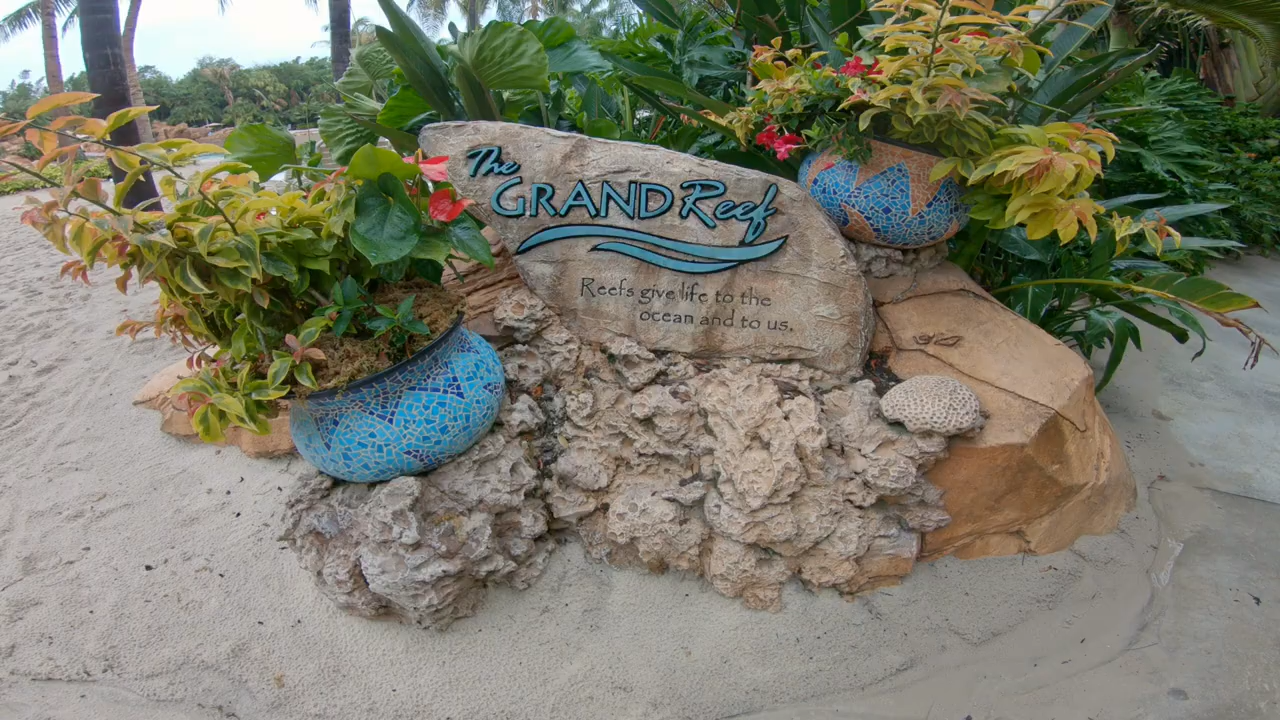 The
GRAND Reef
Reefs give life to the
ocean and to us.